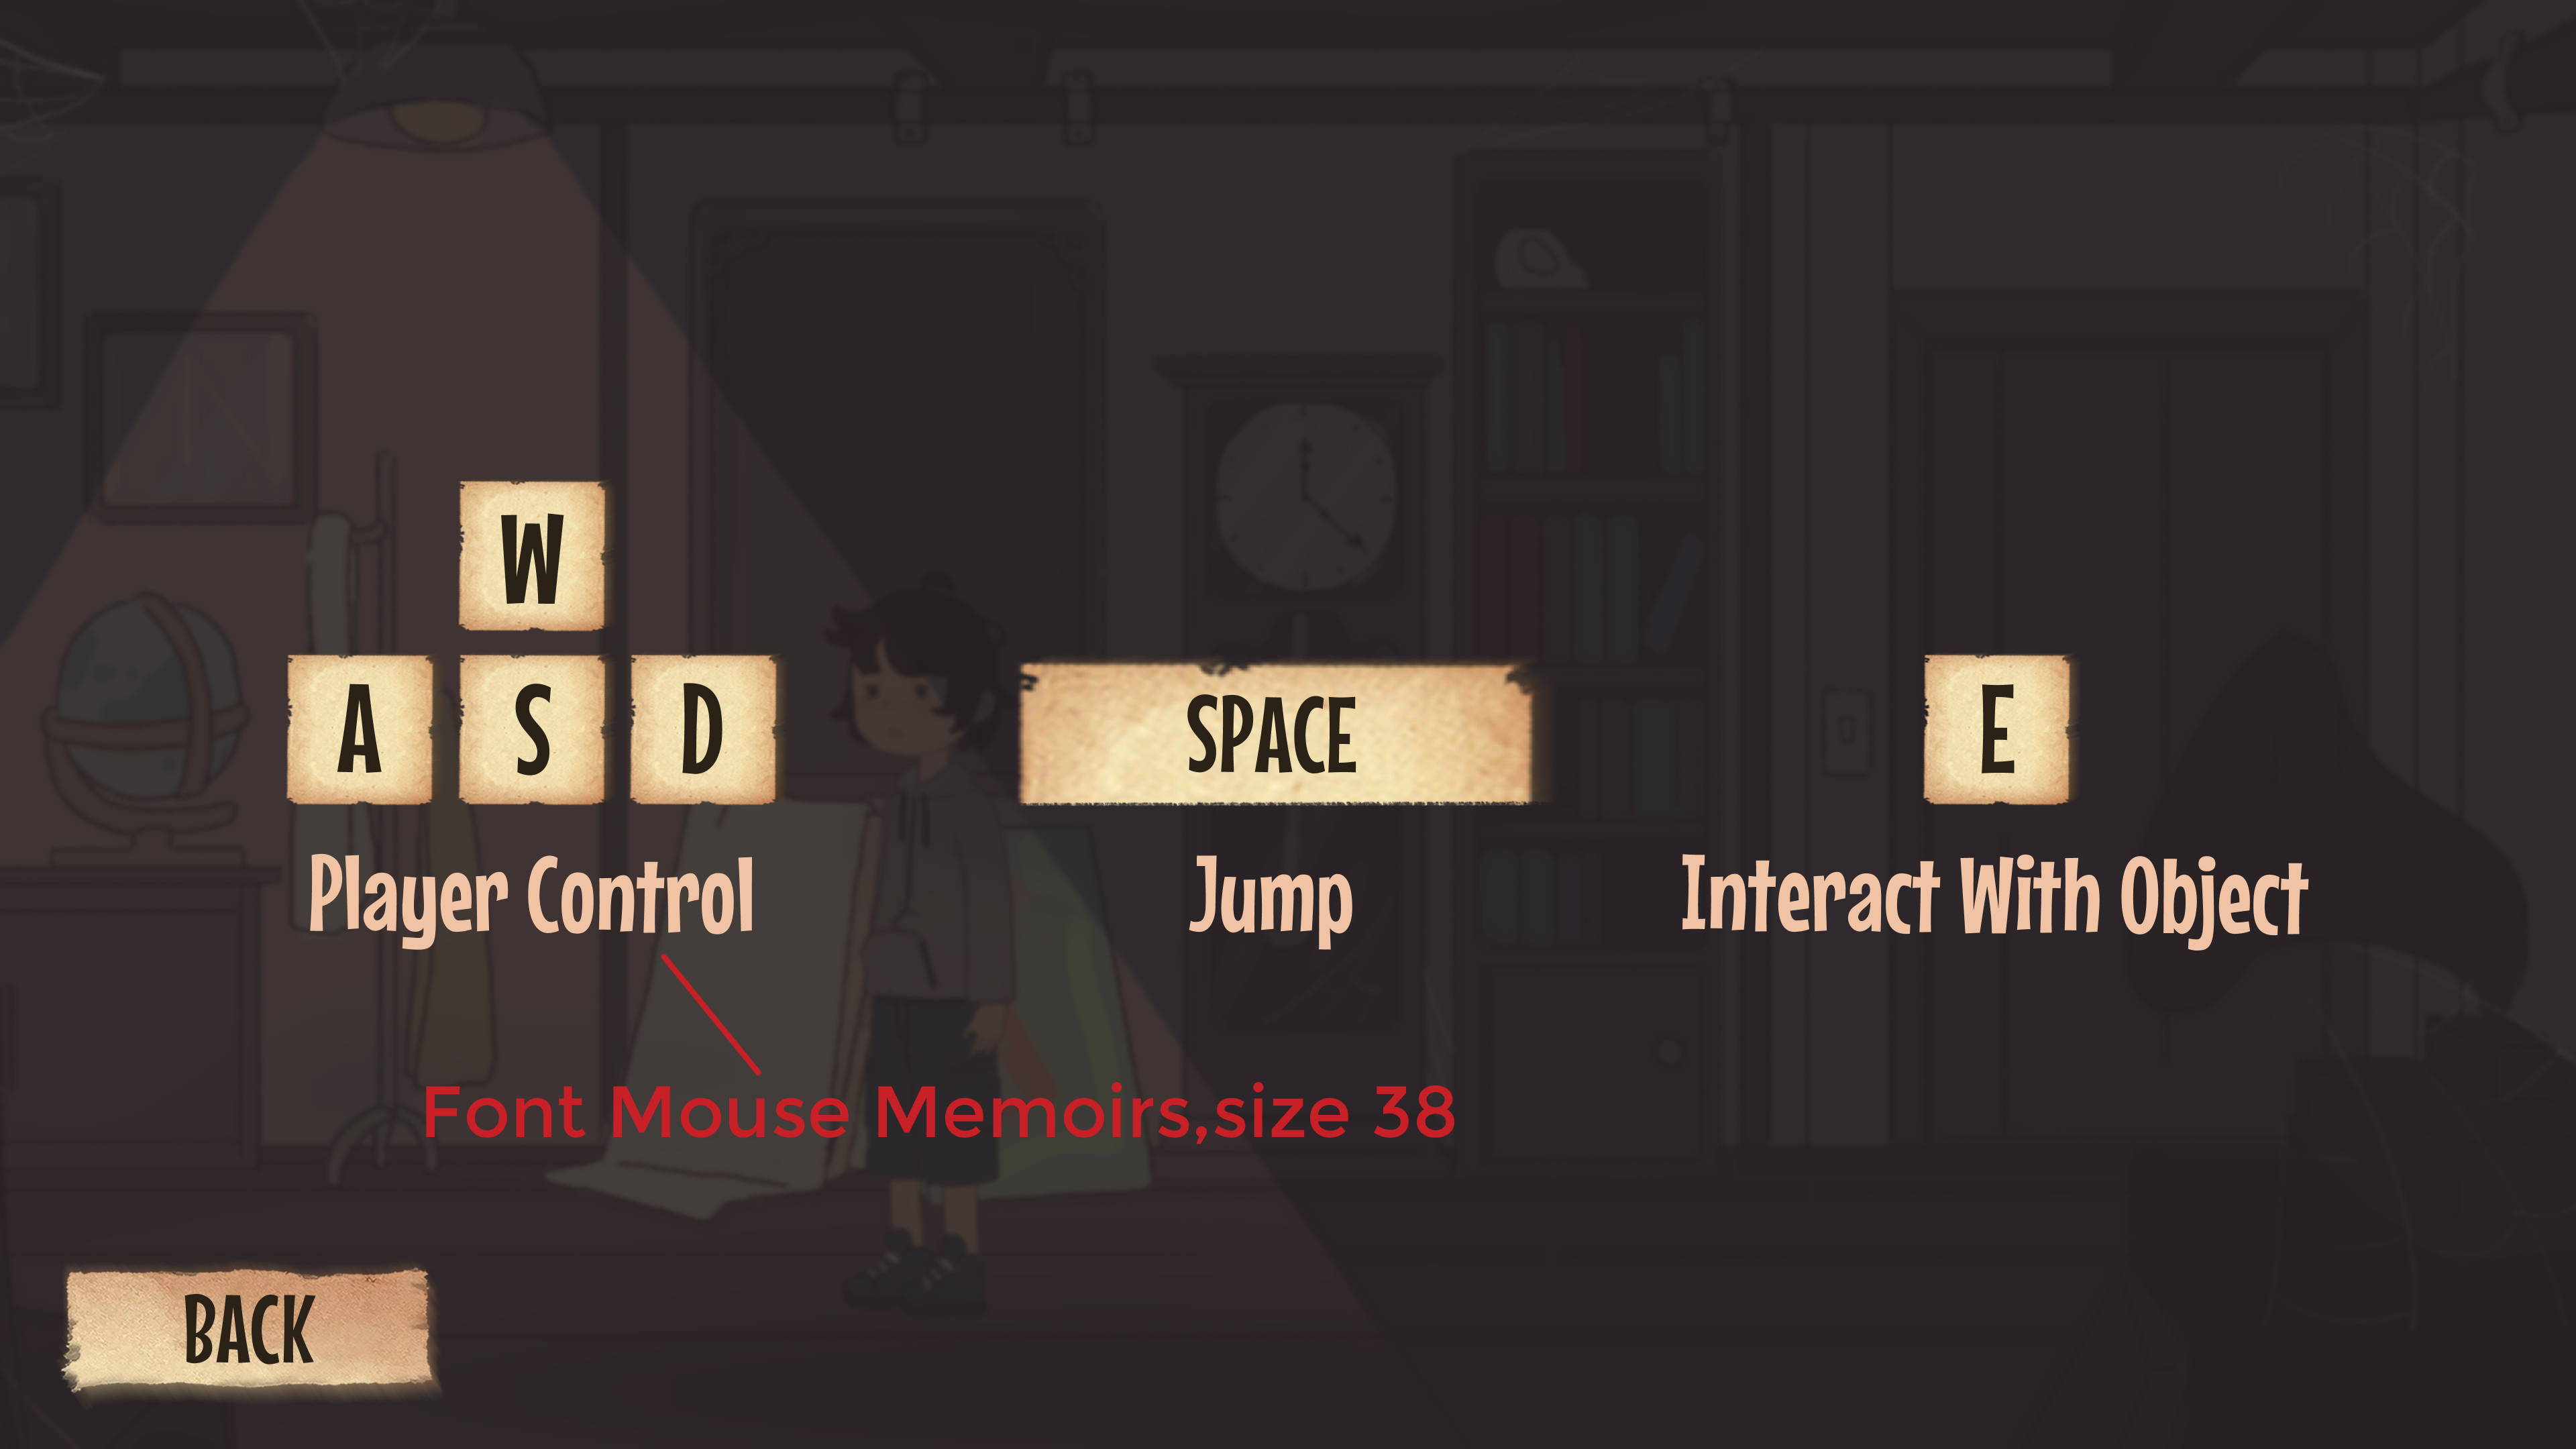 W
A S D
SPACE
E
Player Control
Jump
Interact With Object
Font Mouse Memoirs,size 38
BACK